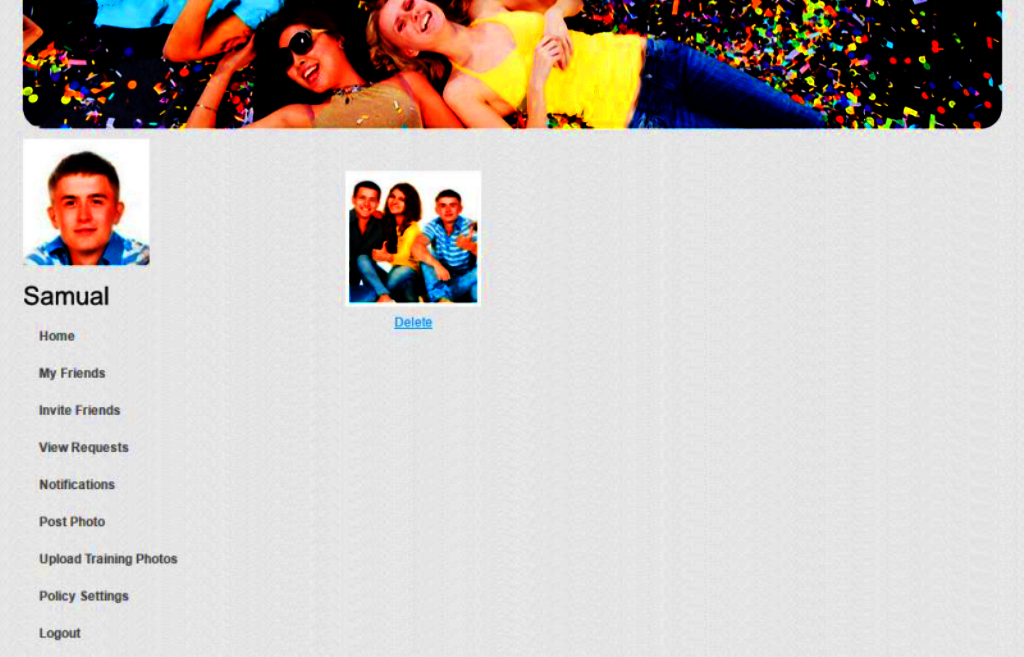 Samual
Delete
Home
My Friends
Invite Friends
View Requests
Notifications
Post Photo
Upload Training Photos
Policy Settings
Logout